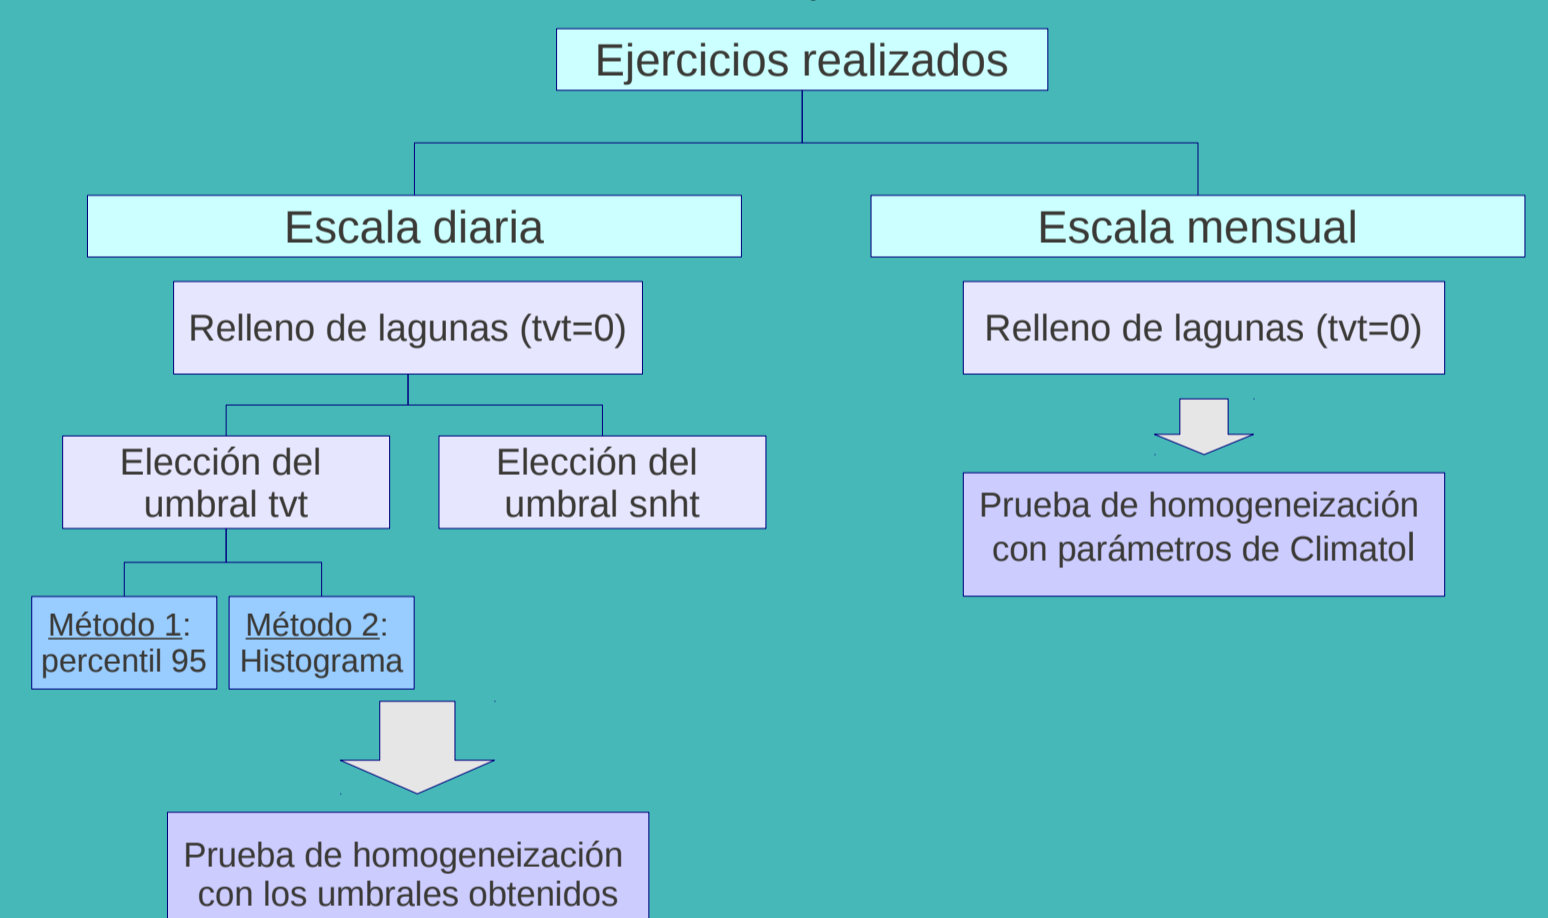 Ejercicios realizados
Escala diaria
Escala mensual
Relleno de lagunas (tvt=0)
Relleno de lagunas (tvt=0)
Elección del
umbral tvt
Elección del
umbral snht
Prueba de homogeneización
con parámetros de Climatol
Método 1:
percentil 95
Método 2:
Histograma
Prueba de homogeneización
con los umbrales obtenidos